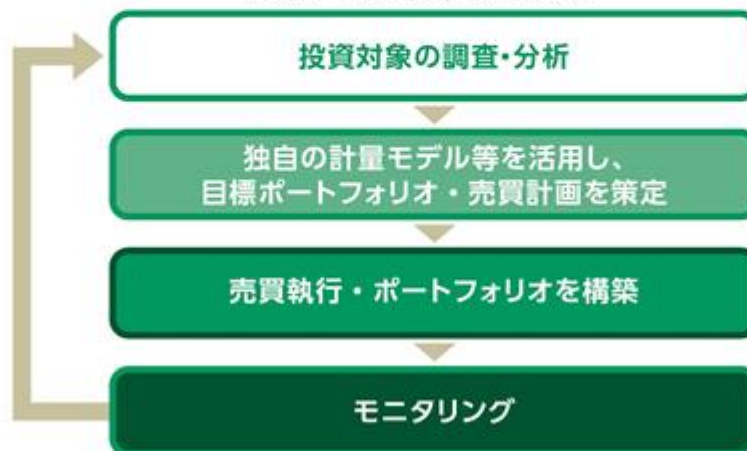 投資対象の調査・分析
独自の計量モデル等を活用し、
目標ポートフォリオ・売買計画を策定
売買執行・ポートフォリオを構築
モニタリング